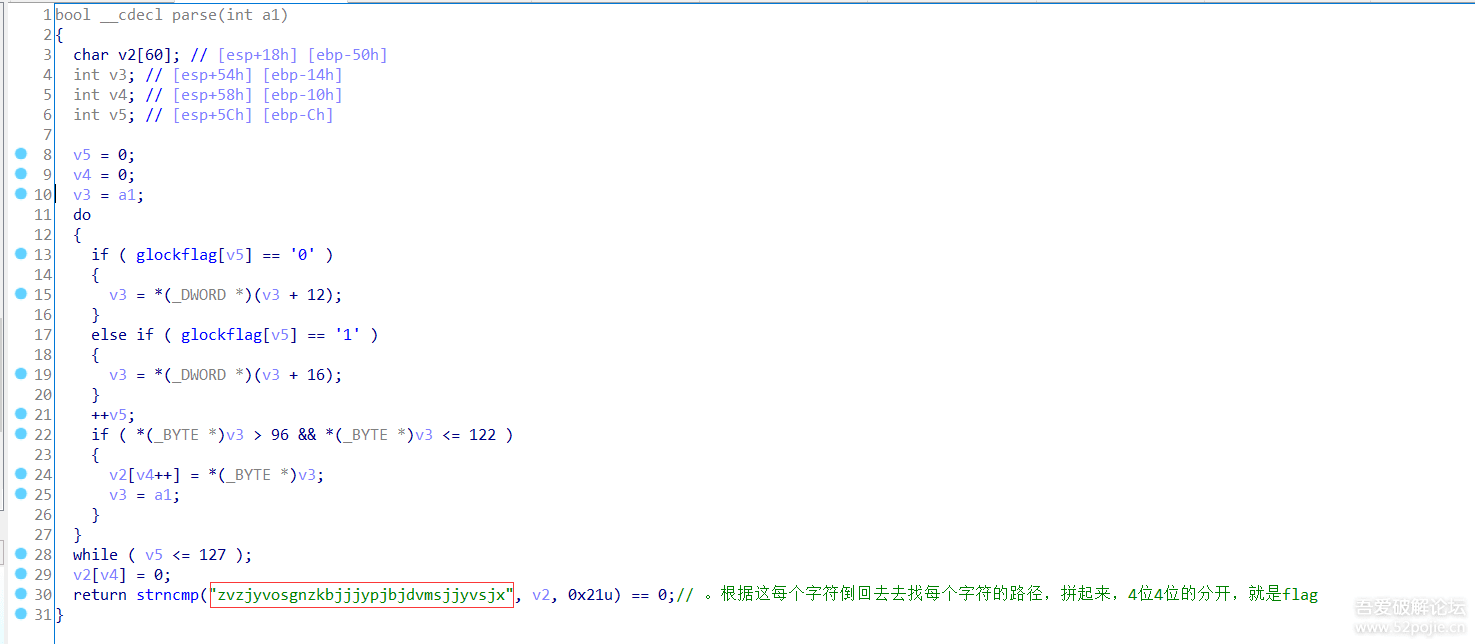 1 bool __cdecl parse(int a1)
2 {
3 char v2[60]; // [esp+18h] [ebp-50h]
4 int v3; // [esp+54h] [ebp-14h]
5 int v4; // [esp+58h] [ebp-10h]
6 int v5; // [esp+5Ch] [ebp-Ch]
7
8 v5 = 0;
9 v4 = 0;
10 v3 = a1;
11 do
12 {
13 if ( glockflag[v5] == '0' )
14 {
15 v3 = *(_DWORD *)(v3 + 12);
16 }
17 else if ( glockflag[v5] == '1' )
18 {
19 v3 = *(_DWORD *)(v3 + 16);
20 }
21 ++v5;
22 if ( *(_BYTE *)v3 > 96 && *(_BYTE *)v3 <= 122 )
23 {
24 v2[v4++] = *(_BYTE *)v3;
25 v3 = a1;
26 }
27 }
28 while ( v5 <= 127 );
29 v2[v4] = 0;
30 return strncmp("zvzjyvosgnzkbjjjypjbjdvmsjjyvsjx", v2, 0x21u) == 0;// 。根据这每个字符倒回去去找每个字符的路径，拼起来，4位4位的分开，就是flag
31 }
吾爱破解论坛
www.52pojie.cn